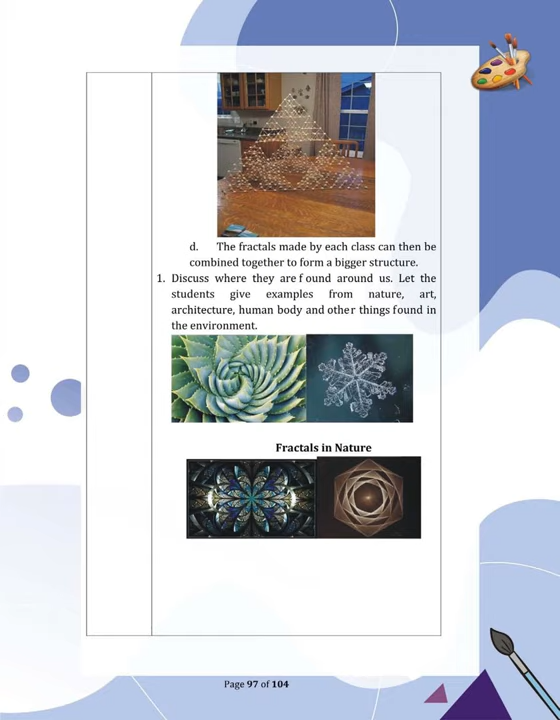 d. The fractals made by each class can then be
combined together to form a bigger structure.
1. Discuss where they are f ound around us. Let the
students give examples from nature, art,
architecture, human body and other things found in
the environment.
Fractals in Nature
Page 97 of 104